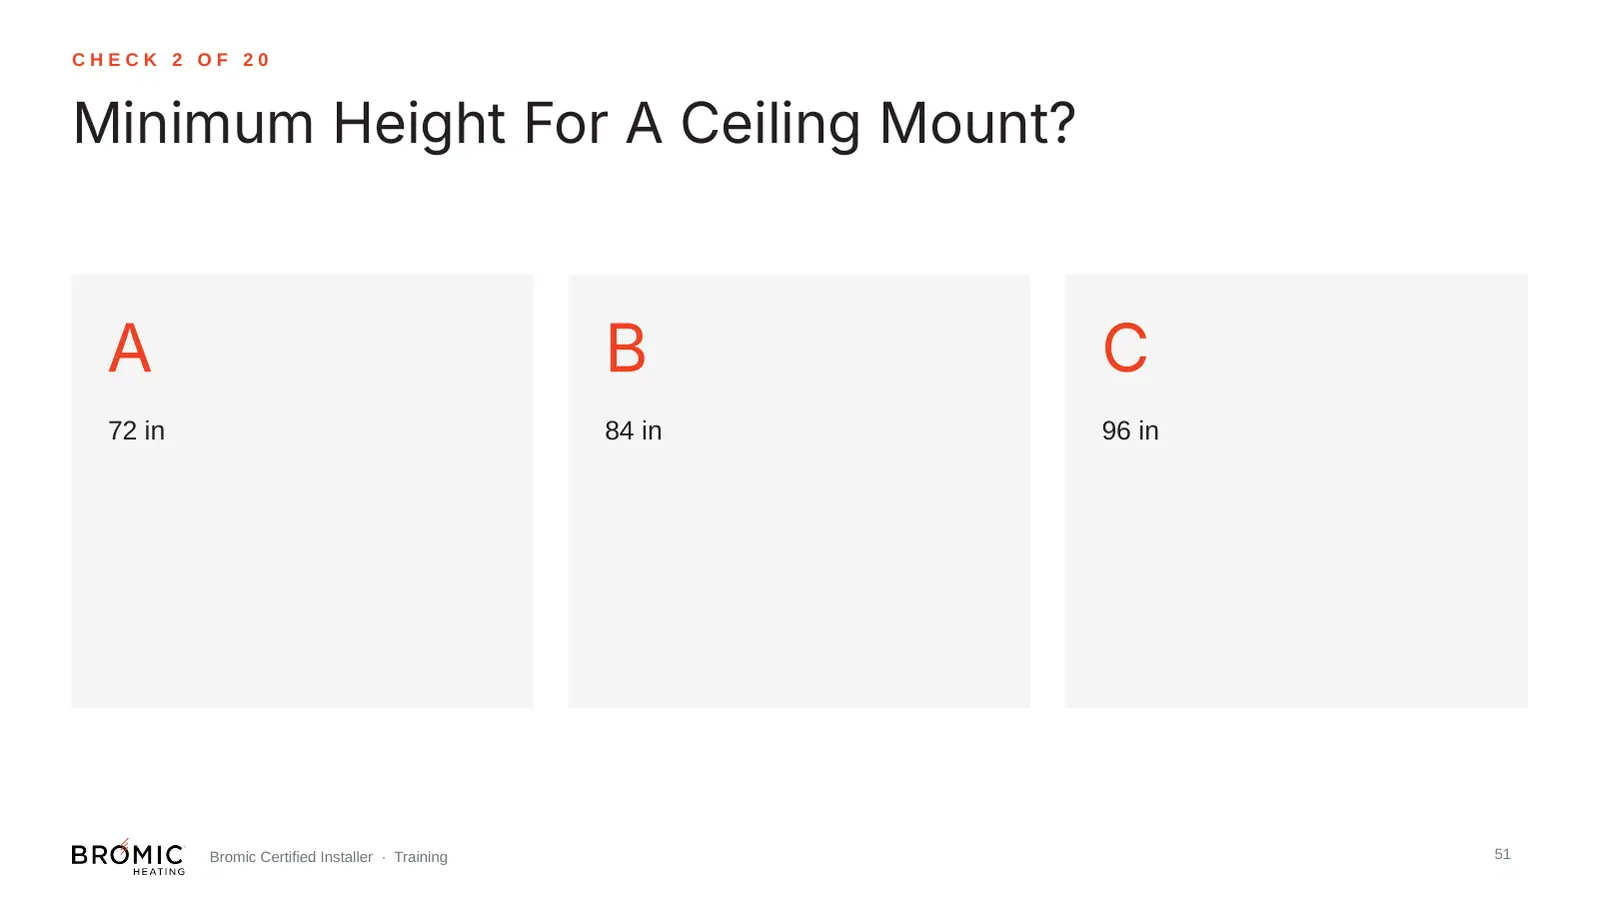 CHECK 2 OF 20
Minimum Height For A Ceiling Mount?
A
72 in
B
84 in
C
96 in
BROMIC
HEATING
Bromic Certified Installer · Training
51